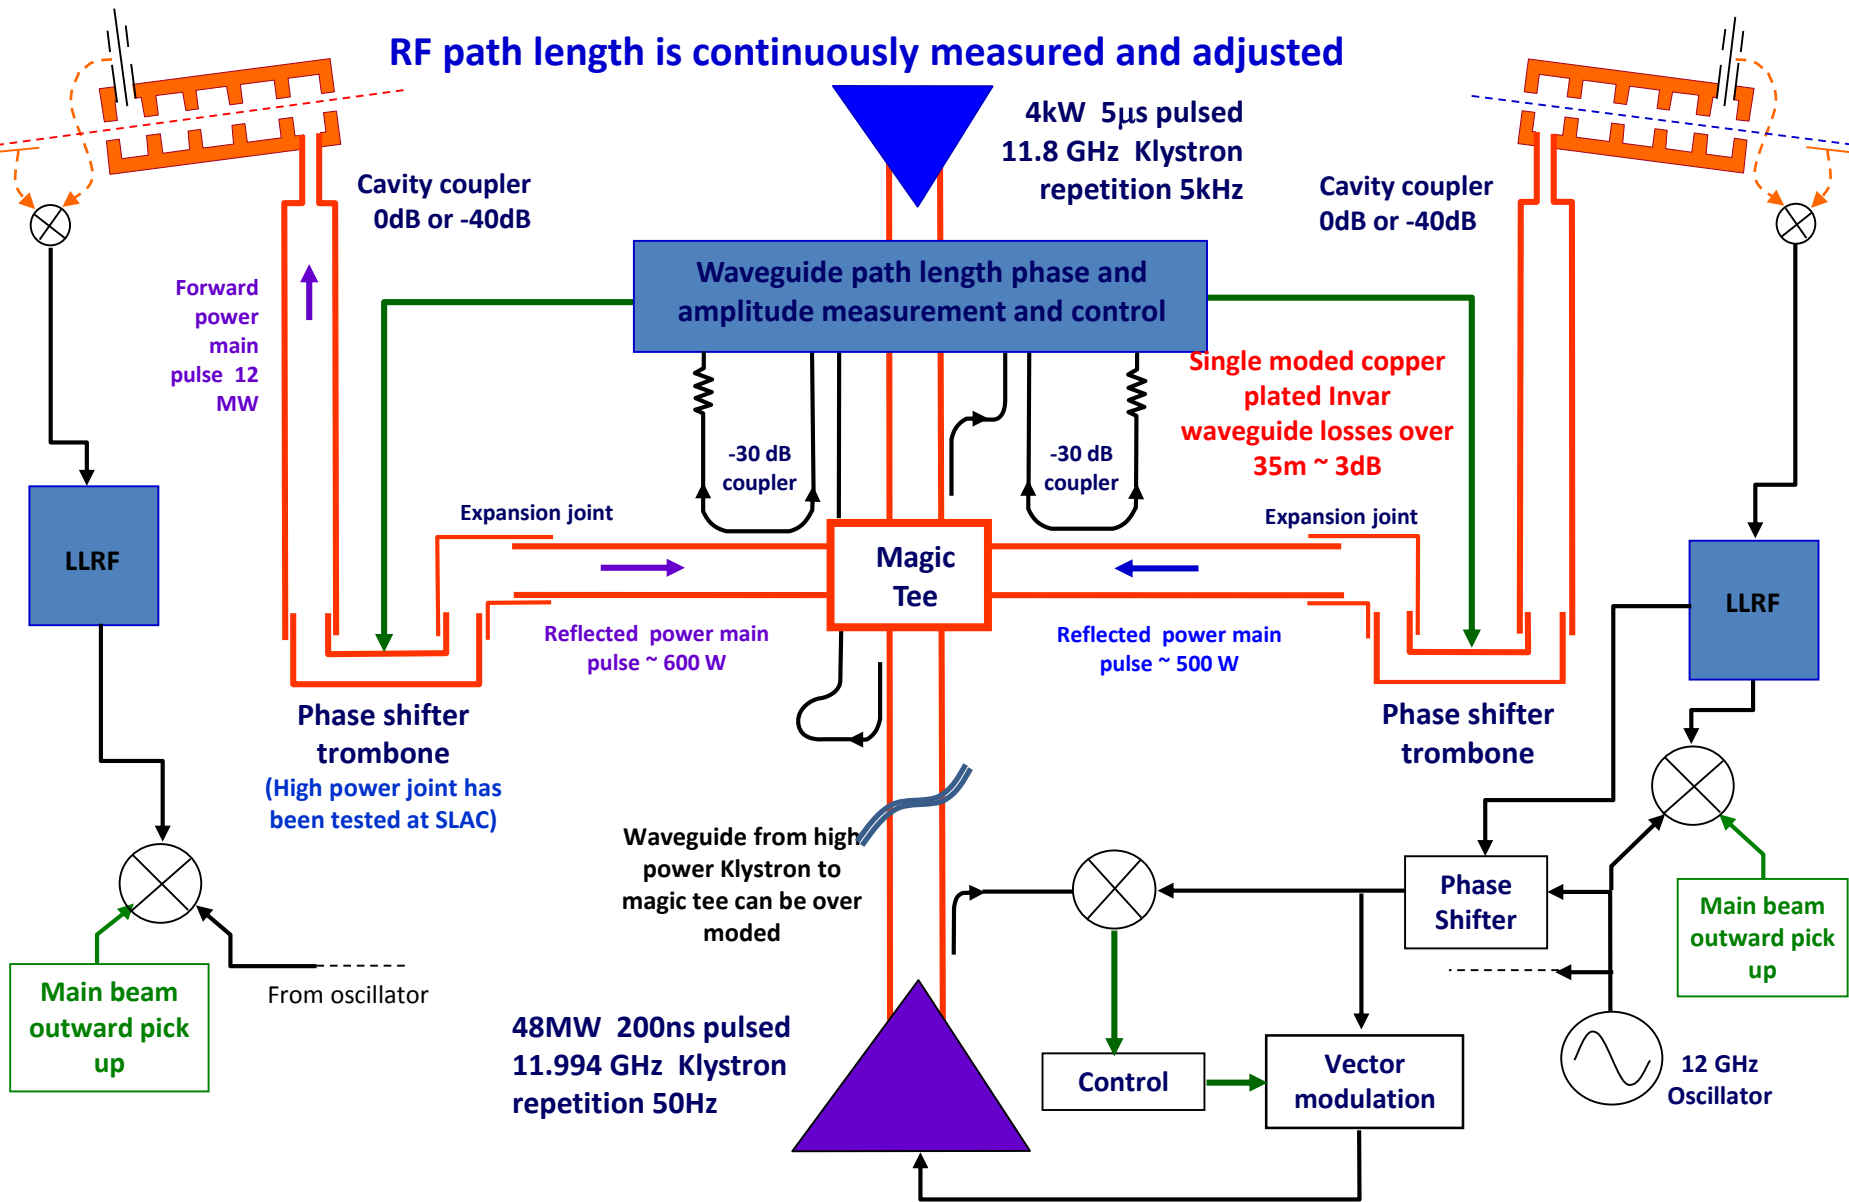 RF path length is continuously measured and adjusted
4kW 5μs pulsed
11.8 GHz Klystron
repetition 5kHz
Cavity coupler
0dB or -40dB
Cavity coupler
0dB or -40dB
Waveguide path length phase and
amplitude measurement and control
Forward
power
main
pulse 12
MW
Single moded copper
plated Invar
waveguide losses over
35m ~ 3dB
-30 dB
coupler
-30 dB
coupler
Expansion joint
Expansion joint
LLRF
Magic
Tee
LLRF
Reflected power main
pulse ~ 600 W
Reflected power main
pulse ~ 500 W
Phase shifter
trombone
(High power joint has
been tested at SLAC)
Phase shifter
trombone
Waveguide from high
power Klystron to
magic tee can be over
moded
Phase
Shifter
Main beam
outward pick
up
Main beam
outward pick
up
From oscillator
48MW 200ns pulsed
11.994 GHz Klystron
repetition 50Hz
Control
Vector
modulation
12 GHz
Oscillator